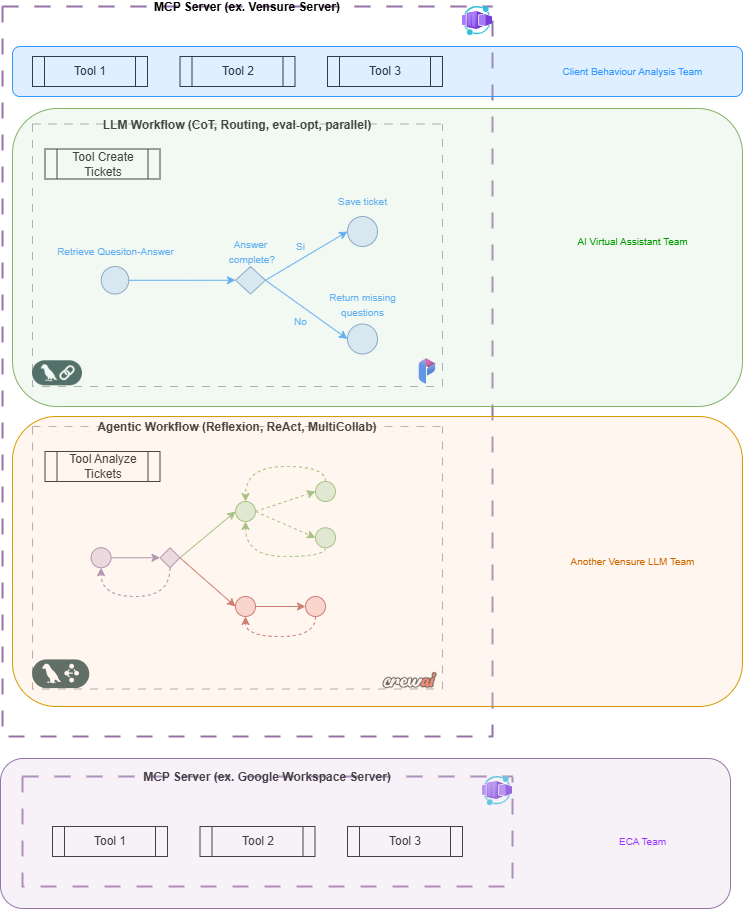 MCP Server (ex. Vensure Server)
Tool 1
Tool 2
Tool 3
Client Behaviour Analysis Team
LLM Workflow (CoT, Routing, eval-opt, parallel)
Tool Create
Tickets
Save ticket
Retrieve Quesiton-Answer
Answer
complete?
Si
AI Virtual Assistant Team
Return missing
questions
No
Agentic Workflow (Reflexion, ReAct, MultiCollab)
Tool Analyze
Tickets
Another Vensure LLM Team
crewai
MCP Server (ex. Google Workspace Server)
Tool 1
Tool 2
Tool 3
ECA Team